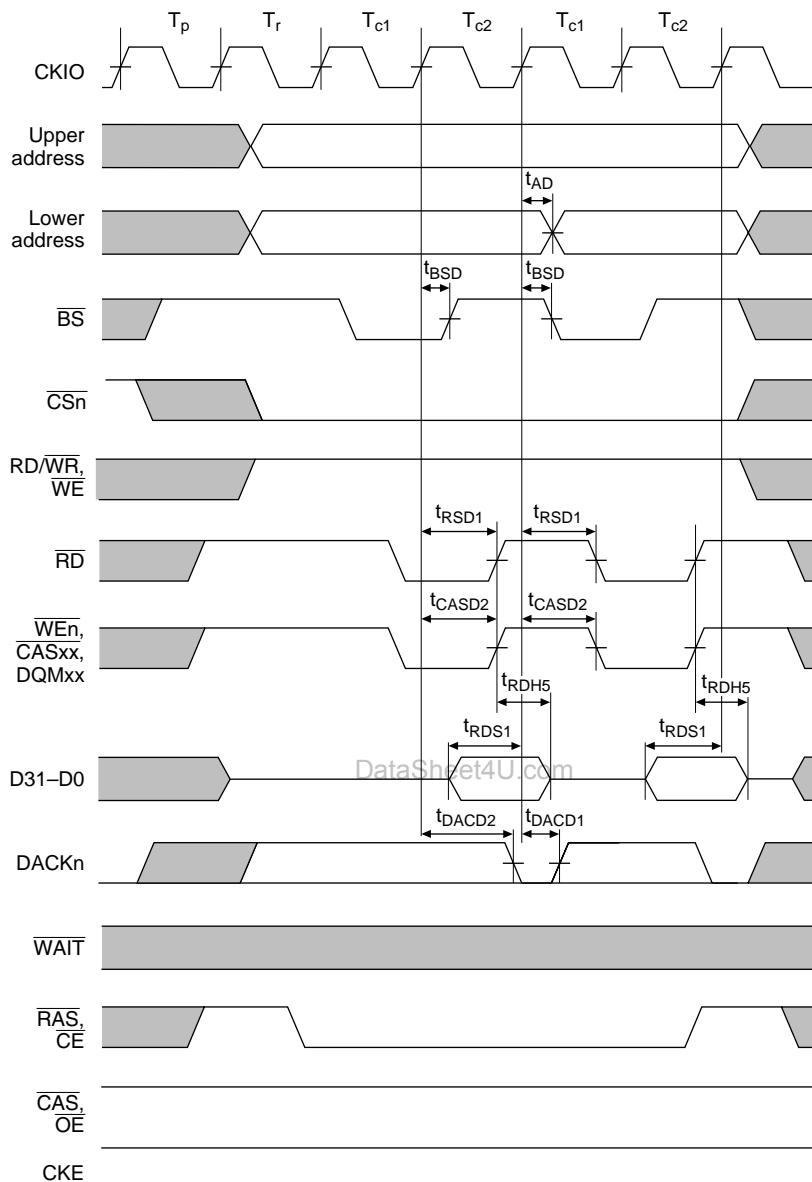 Tp Tr Tc1 Tc2 Tc1 Tc2
CKIO
Upper
address
tAD
Lower
address
tBSD tBSD
BS
CSn
RD/WR,
WE
tRSD1 tRSD1
RD
tCASD2 tCASD2
WEn,
CASxx,
DQMxx
tRDH5 tRDH5
tRDS1 tRDS1
D31–D0
DataSheet4U.com
tDACD2 tDACD1
DACKn
WAIT
RAS,
CE
CAS,
OE
CKE